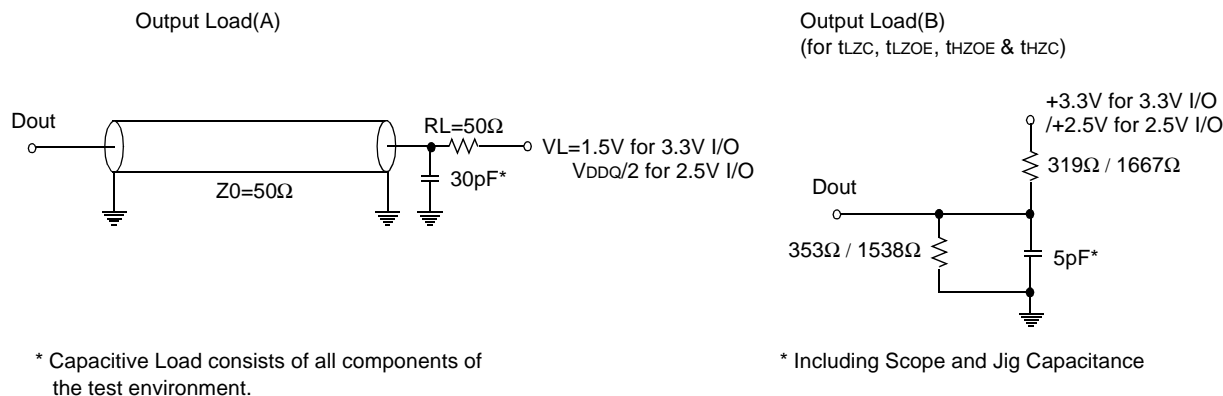 Output Load(A)
Dout
Z0=50Ω
RL=50Ω
30pF*
VL=1.5V for 3.3V I/O
VDDQ/2 for 2.5V I/O
* Capacitive Load consists of all components of
the test environment.
Output Load(B)
(for tLZC, tLZOE, tHZOE & tHZC)
+3.3V for 3.3V I/O
/+2.5V for 2.5V I/O
319Ω / 1667Ω
Dout
353Ω / 1538Ω
5pF*
* Including Scope and Jig Capacitance